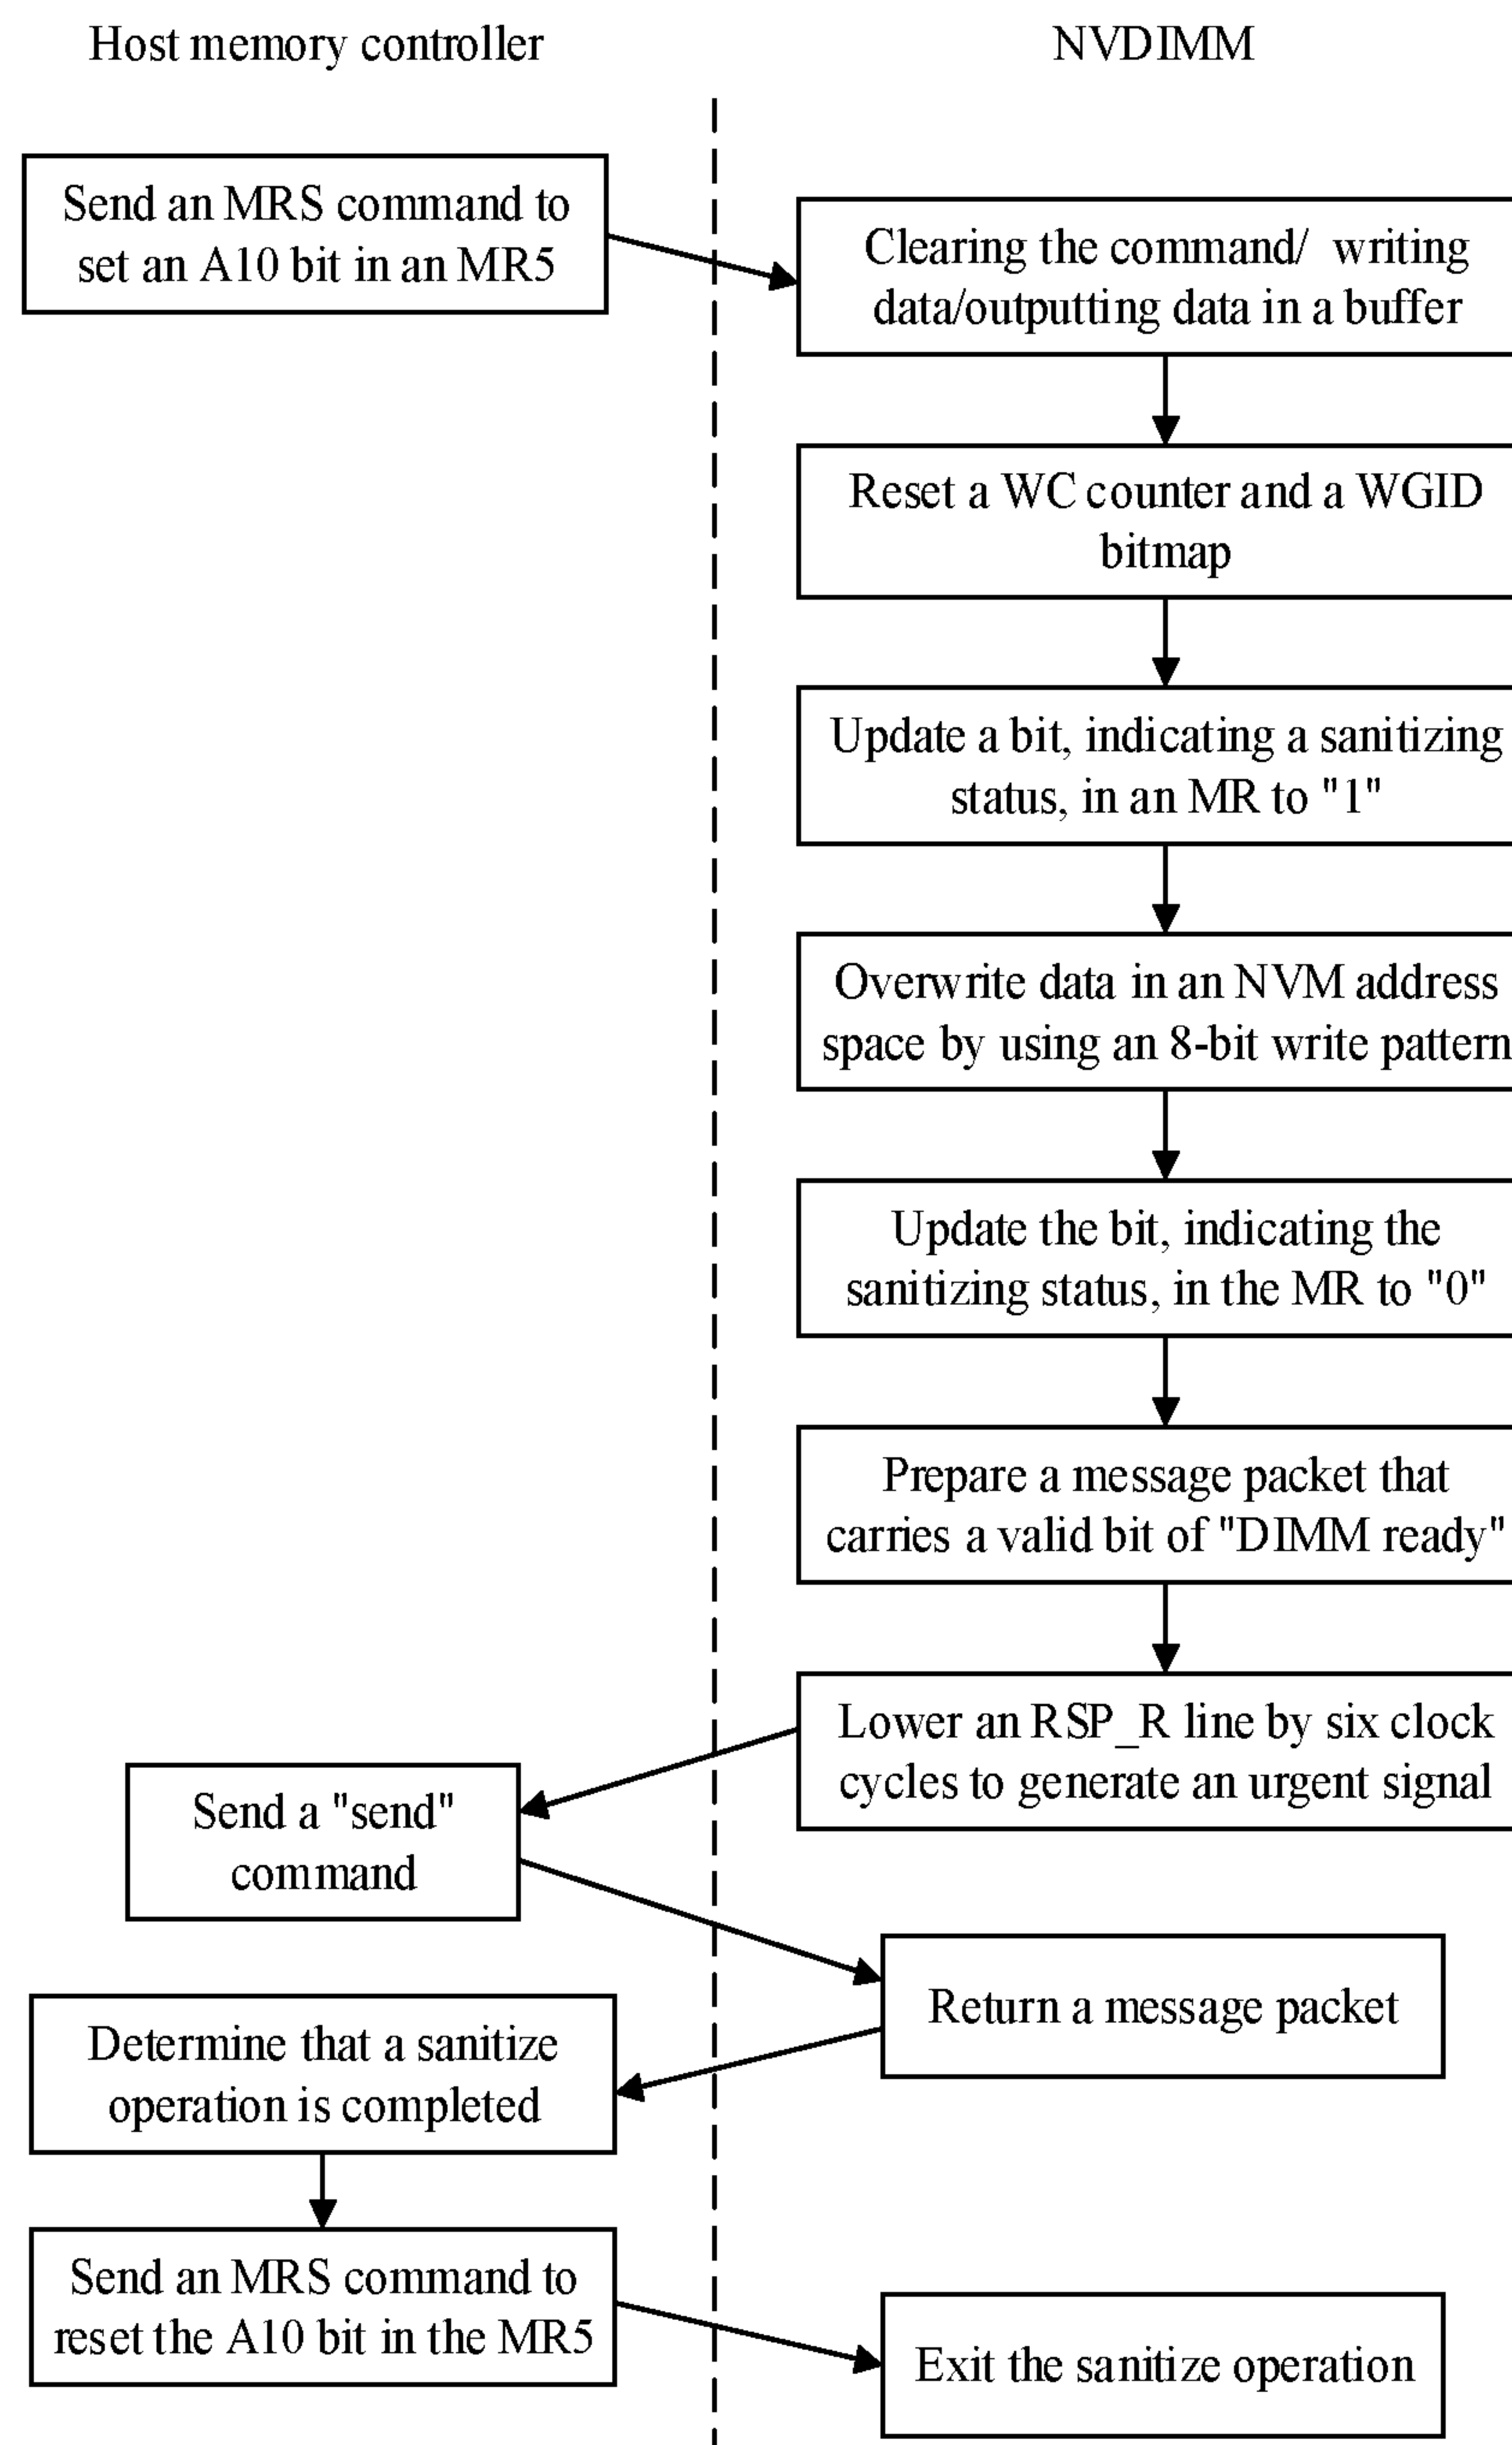 Host memory controller
NVDIMM
Send an MRS command to
set an A10 bit in an MR5
Clearing the command/ writing
data/outputting data in a buffer
Reset a WC counter and a WGID
bitmap
Update a bit, indicating a sanitizing
status, in an MR to "1"
Overwrite data in an NVM address
space by using an 8-bit write pattern
Update the bit, indicating the
sanitizing status, in the MR to "0"
Prepare a message packet that
carries a valid bit of "DIMM ready"
Lower an RSP_R line by six clock
cycles to generate an urgent signal
Send a "send"
command
Return a message packet
Determine that a sanitize
operation is completed
Send an MRS command to
reset the A10 bit in the MR5
Exit the sanitize operation